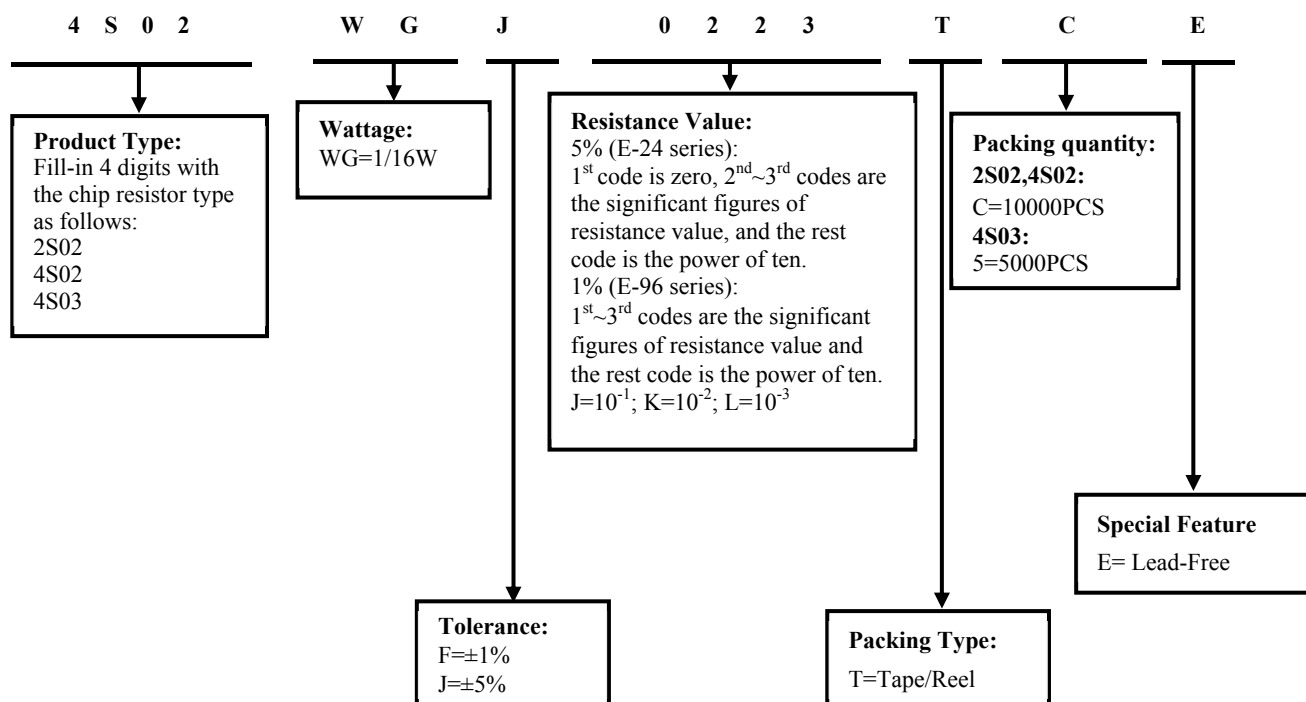 4 S 0 2 W G J 0 2 2 3 T C E
Product Type:
Fill-in 4 digits with
the chip resistor type
as follows:
2S02
4S02
4S03
Wattage:
WG=1/16W
Resistance Value:
5% (E-24 series):
1st code is zero, 2nd~3rd codes are
the significant figures of
resistance value, and the rest
code is the power of ten.
1% (E-96 series):
1st~3rd codes are the significant
figures of resistance value and
the rest code is the power of ten.
J=10-1; K=10-2; L=10-3
Packing quantity:
2S02,4S02:
C=10000PCS
4S03:
5=5000PCS
Special Feature
E= Lead-Free
Tolerance:
F=±1%
J=±5%
Packing Type:
T=Tape/Reel